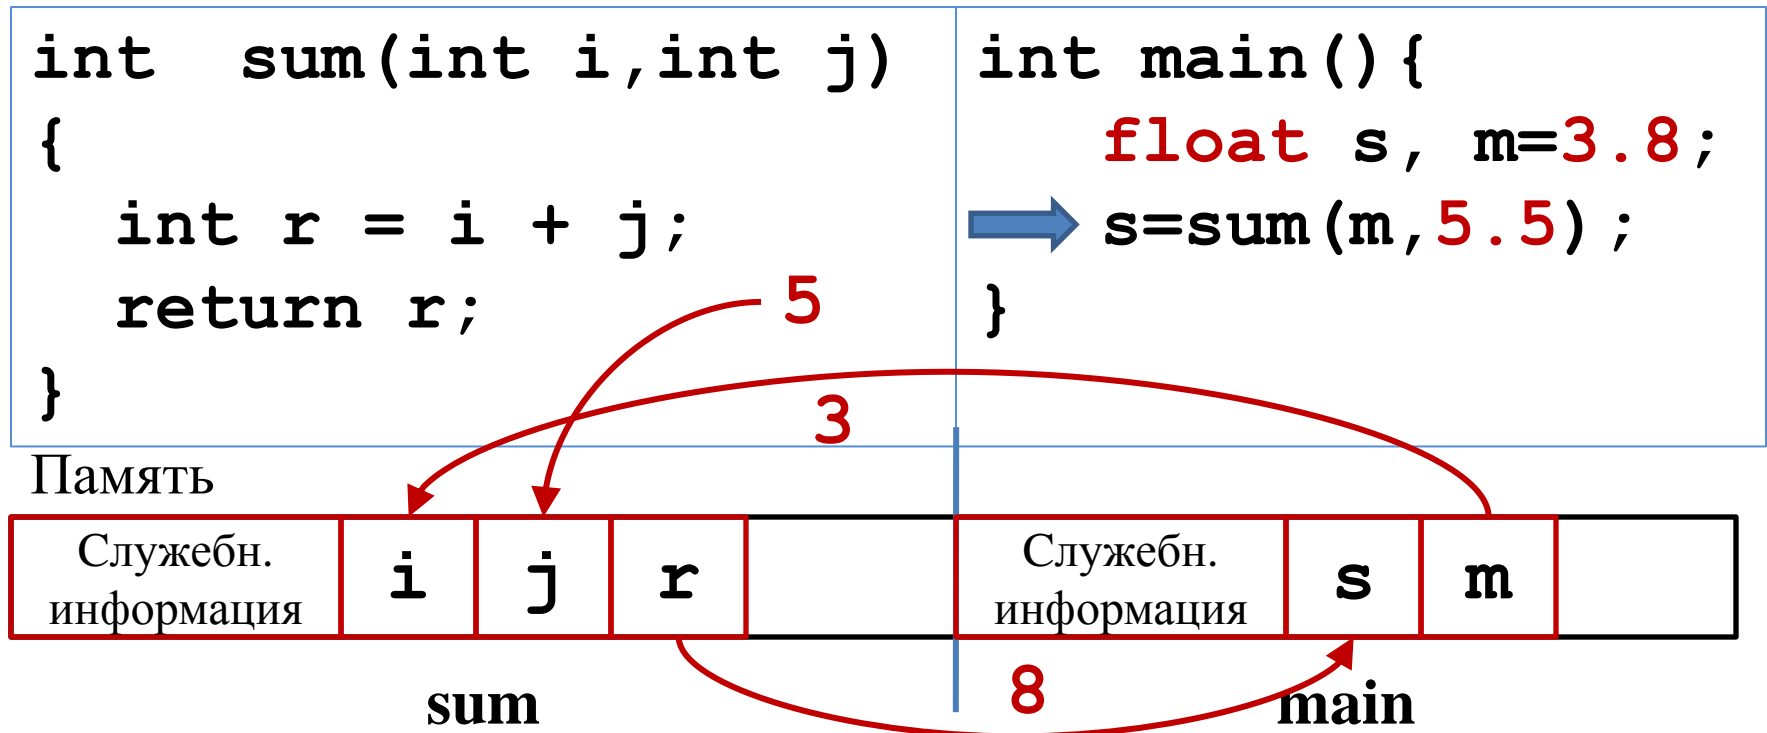 int  sum(int i,int j)
{
  int r = i + j;
  return r;
}
int main(){
   float s, m=3.8;
   s=sum(m,5.5);
}
5
3
Память
Служебн.
информация
i
j
r
Служебн.
информация
s
m
8
sum
main